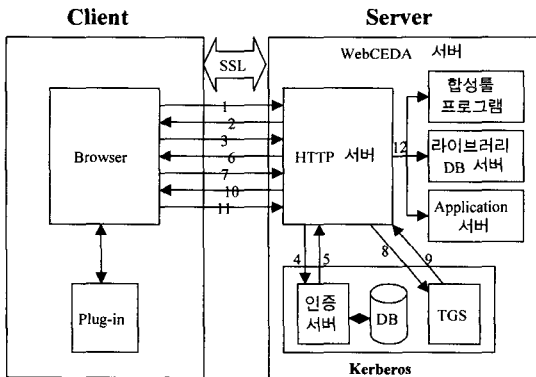 Client
Server
SSL
WebCEDA 서버
Browser
Plug-in
1
2
3
6
7
10
11
HTTP 서버
12
합성툴
프로그램
라이브러리
DB 서버
Application
서버
4
5
8
9
인증
서버
DB
TGS
Kerberos